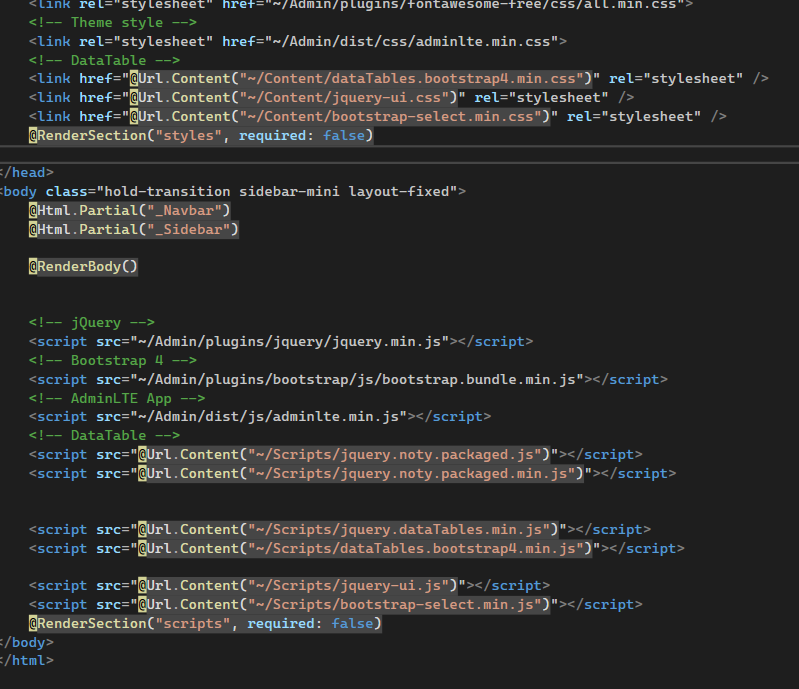 <link rel="stylesheet" href="~/Admin/plugins/fontawesome-free/css/all.min.css">
<!-- Theme style -->
<link rel="stylesheet" href="~/Admin/dist/css/adminlte.min.css">
<!-- DataTable -->
<link href="@Url.Content("~/Content/dataTables.bootstrap4.min.css")" rel="stylesheet" />
<link href="@Url.Content("~/Content/jquery-ui.css")" rel="stylesheet" />
<link href="@Url.Content("~/Content/bootstrap-select.min.css")" rel="stylesheet" />
@RenderSection("styles", required: false)
</head>
<body class="hold-transition sidebar-mini layout-fixed">
@Html.Partial("_Navbar")
@Html.Partial("_Sidebar")
@RenderBody()
<!-- jQuery -->
<script src="~/Admin/plugins/jquery/jquery.min.js"></script>
<!-- Bootstrap 4 -->
<script src="~/Admin/plugins/bootstrap/js/bootstrap.bundle.min.js"></script>
<!-- AdminLTE App -->
<script src="~/Admin/dist/js/adminlte.min.js"></script>
<!-- DataTable -->
<script src="@Url.Content("~/Scripts/jquery.noty.packaged.js")"></script>
<script src="@Url.Content("~/Scripts/jquery.noty.packaged.min.js")"></script>
<script src="@Url.Content("~/Scripts/jquery.dataTables.min.js")"></script>
<script src="@Url.Content("~/Scripts/dataTables.bootstrap4.min.js")"></script>
<script src="@Url.Content("~/Scripts/jquery-ui.js")"></script>
<script src="@Url.Content("~/Scripts/bootstrap-select.min.js")"></script>
@RenderSection("scripts", required: false)
</body>
</html>